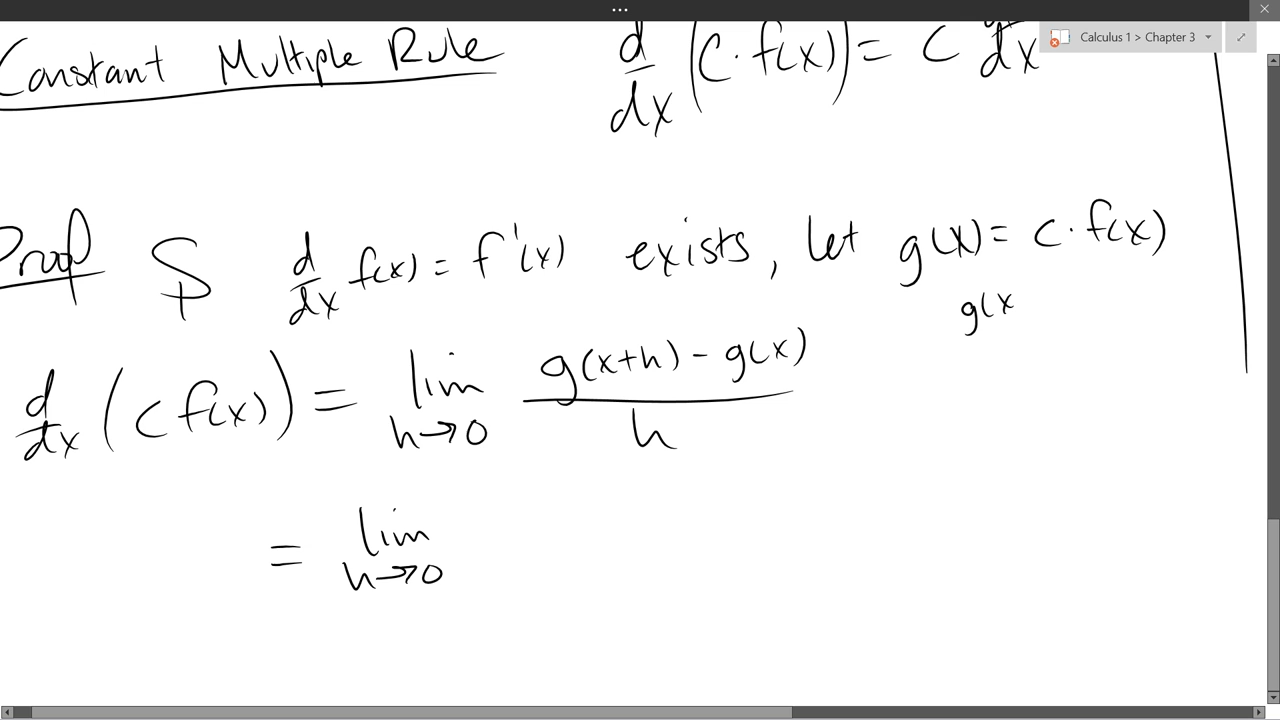 Calculus 1 > Chapter 3
Constant Multiple Rule d/dx (c·f(x)) = c d/dx
Proof S d/dx f(x) = f'(x) exists, let g(x) = c·f(x)
g(x
d/dx (c f(x)) = lim h→0 g(x+h) - g(x) / h
= lim h→0